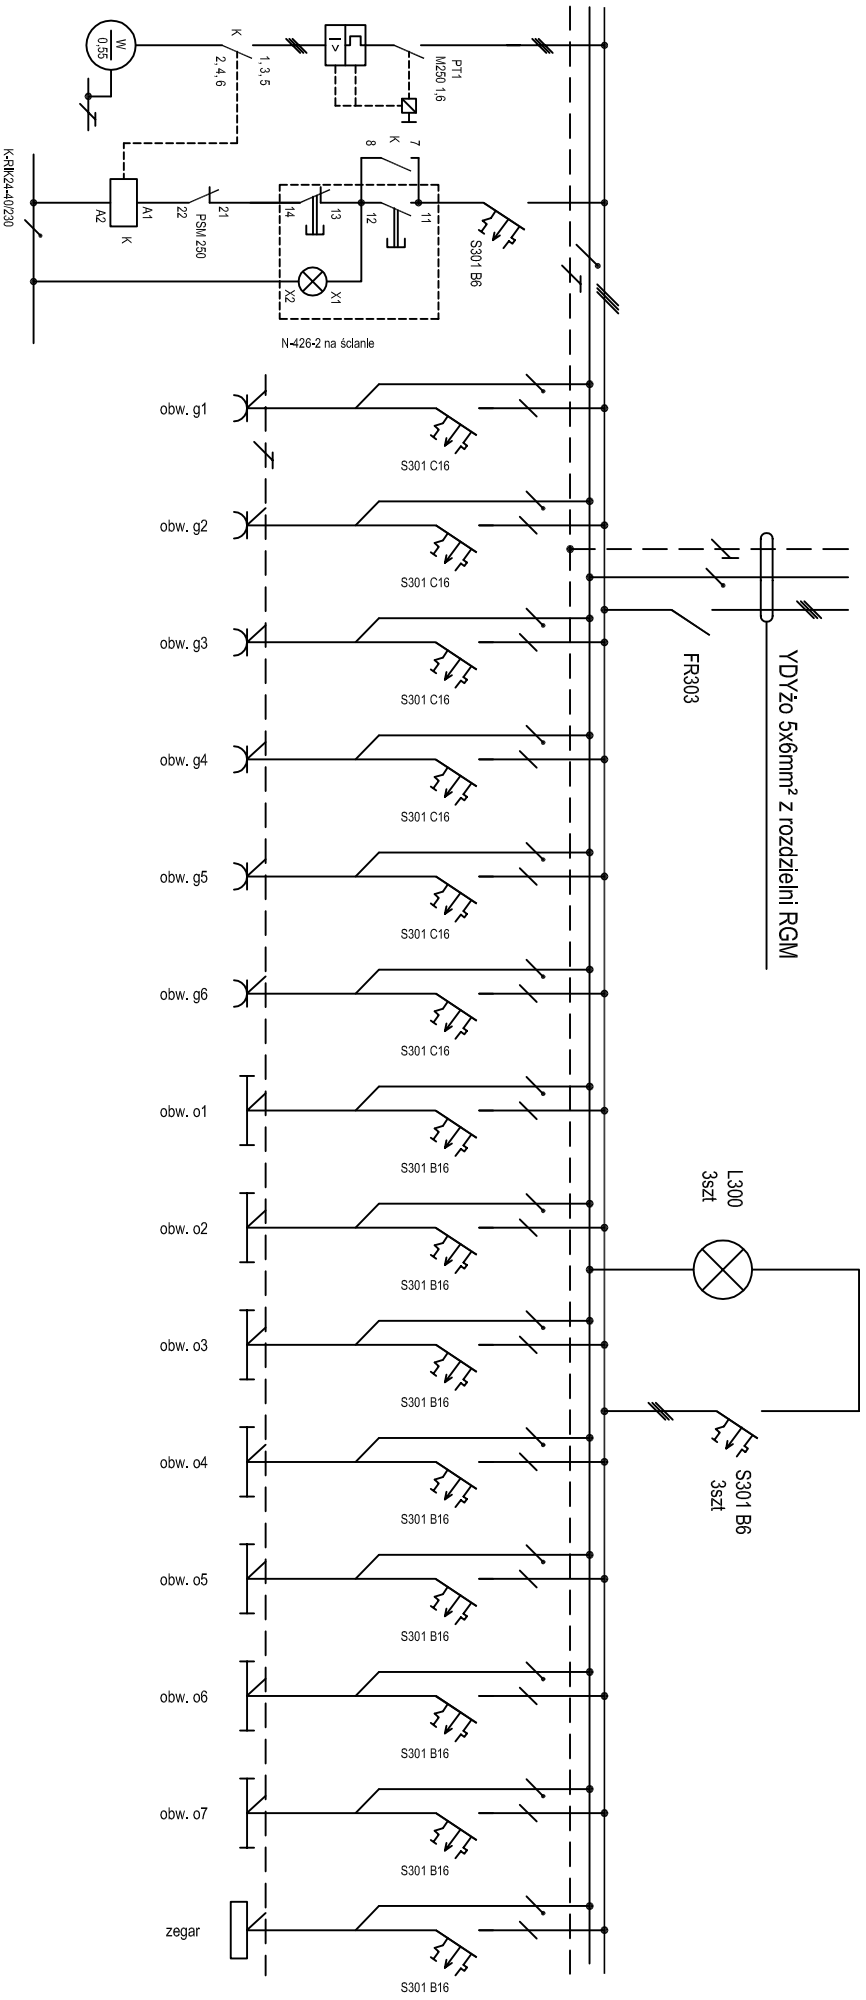 W
0,55
K
1, 3, 5
2, 4, 6
I >
PT1
M250 1,6
K-RIK24-40/230
A2
A1
K
22
21
PSM 250
14
13
12
11
8
K
7
X2
X1
S301 B6
N-426-2 na ścianie
obw. g1
S301 C16
obw. g2
S301 C16
FR303
YDYżo 5x6mm² z rozdzielni RGM
obw. g3
S301 C16
obw. g4
S301 C16
obw. g5
S301 C16
obw. g6
S301 C16
obw. o1
S301 B16
L300
3szt
obw. o2
S301 B16
obw. o3
S301 B16
S301 B6
3szt
obw. o4
S301 B16
obw. o5
S301 B16
obw. o6
S301 B16
obw. o7
S301 B16
zegar
S301 B16